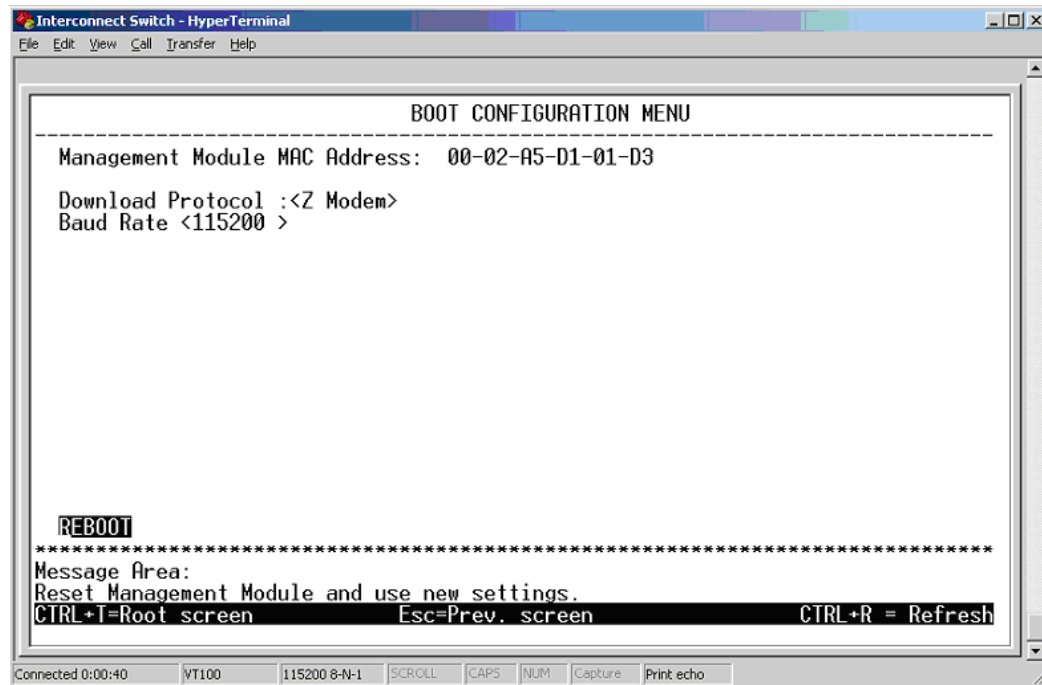 Interconnect Switch - HyperTerminal
File Edit View Call Transfer Help
BOOT CONFIGURATION MENU
--------------------------------------------------------------------------------
Management Module MAC Address: 00-02-A5-D1-01-D3
Download Protocol :<Z Modem>
Baud Rate <115200 >
REBOOT
********************************************************************************
Message Area:
Reset Management Module and use new settings.
CTRL+T=Root screen Esc=Prev. screen CTRL+R = Refresh
Connected 0:00:40 VT100 115200 8-N-1 SCROLL CAPS NUM Capture Print echo